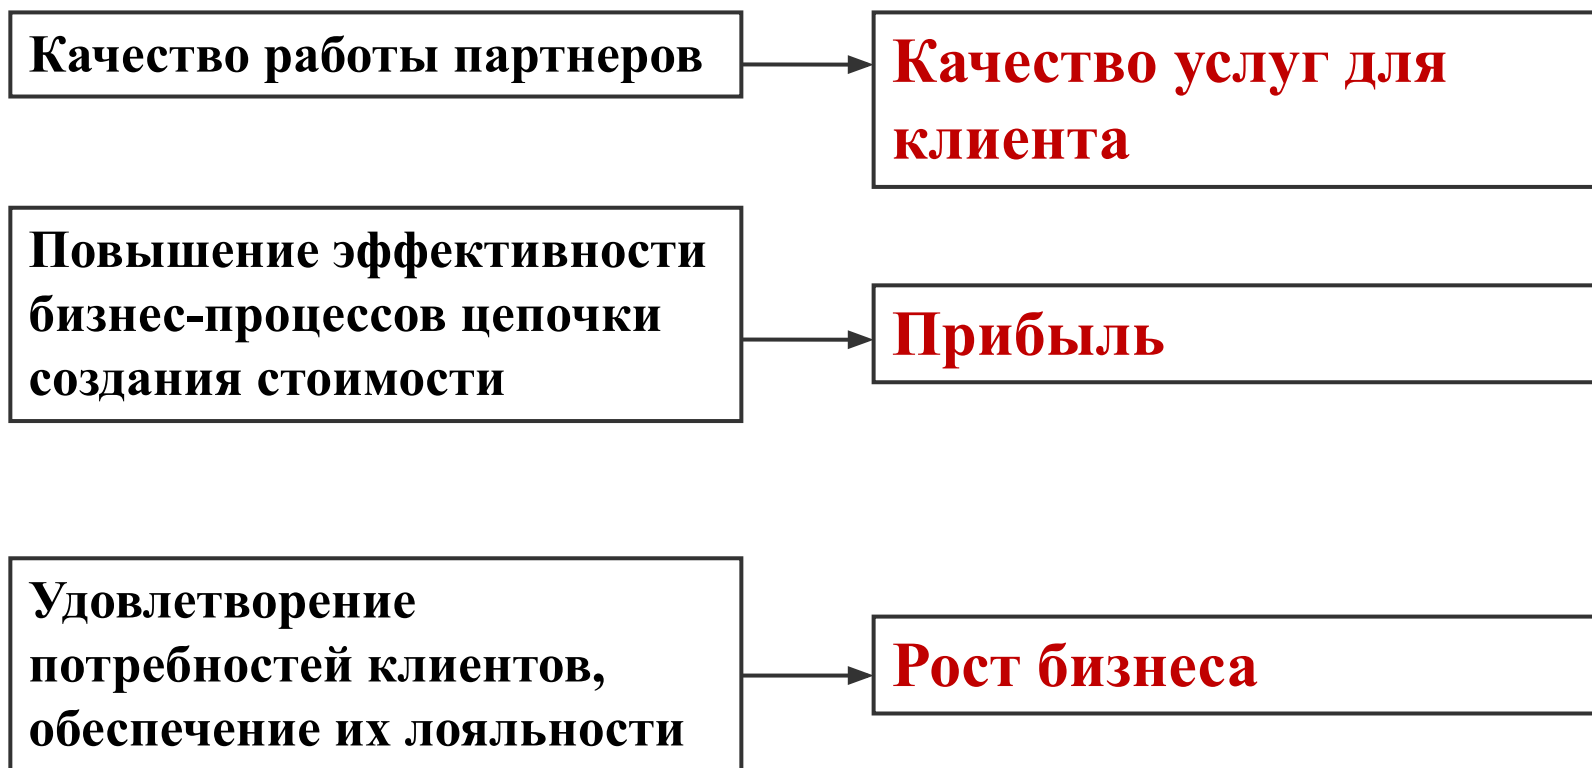 Качество работы партнеров
Качество услуг для
клиента
Повышение эффективности
бизнес-процессов цепочки
создания стоимости
Прибыль
Удовлетворение
потребностей клиентов,
обеспечение их лояльности
Рост бизнеса